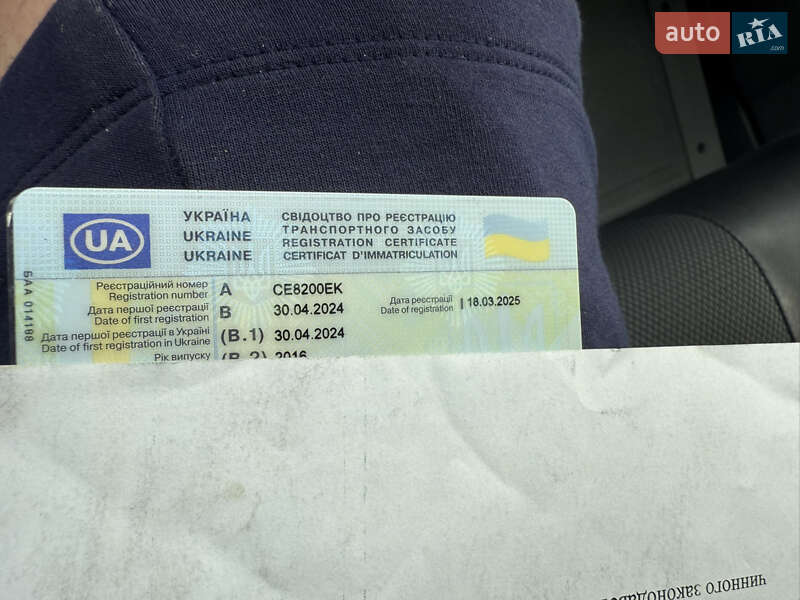 auto RIA .com
УКРАЇНА
UKRAINE
UKRAINE
СВІДОЦТВО ПРО РЕЄСТРАЦІЮ
ТРАНСПОРТНОГО ЗАСОБУ
REGISTRATION CERTIFICATE
CERTIFICAT D'IMMATRICULATION
UA
БАА 014188
Реєстраційний номер
Registration number A CE8200EK
Дата першої реєстрації
Date of first registration B 30.04.2024
Дата реєстрації
Date of registration I 18.03.2025
Дата першої реєстрації в Україні
Date of first registration in Ukraine (B.1) 30.04.2024
Рік випуску (B.2) 2016
чинного